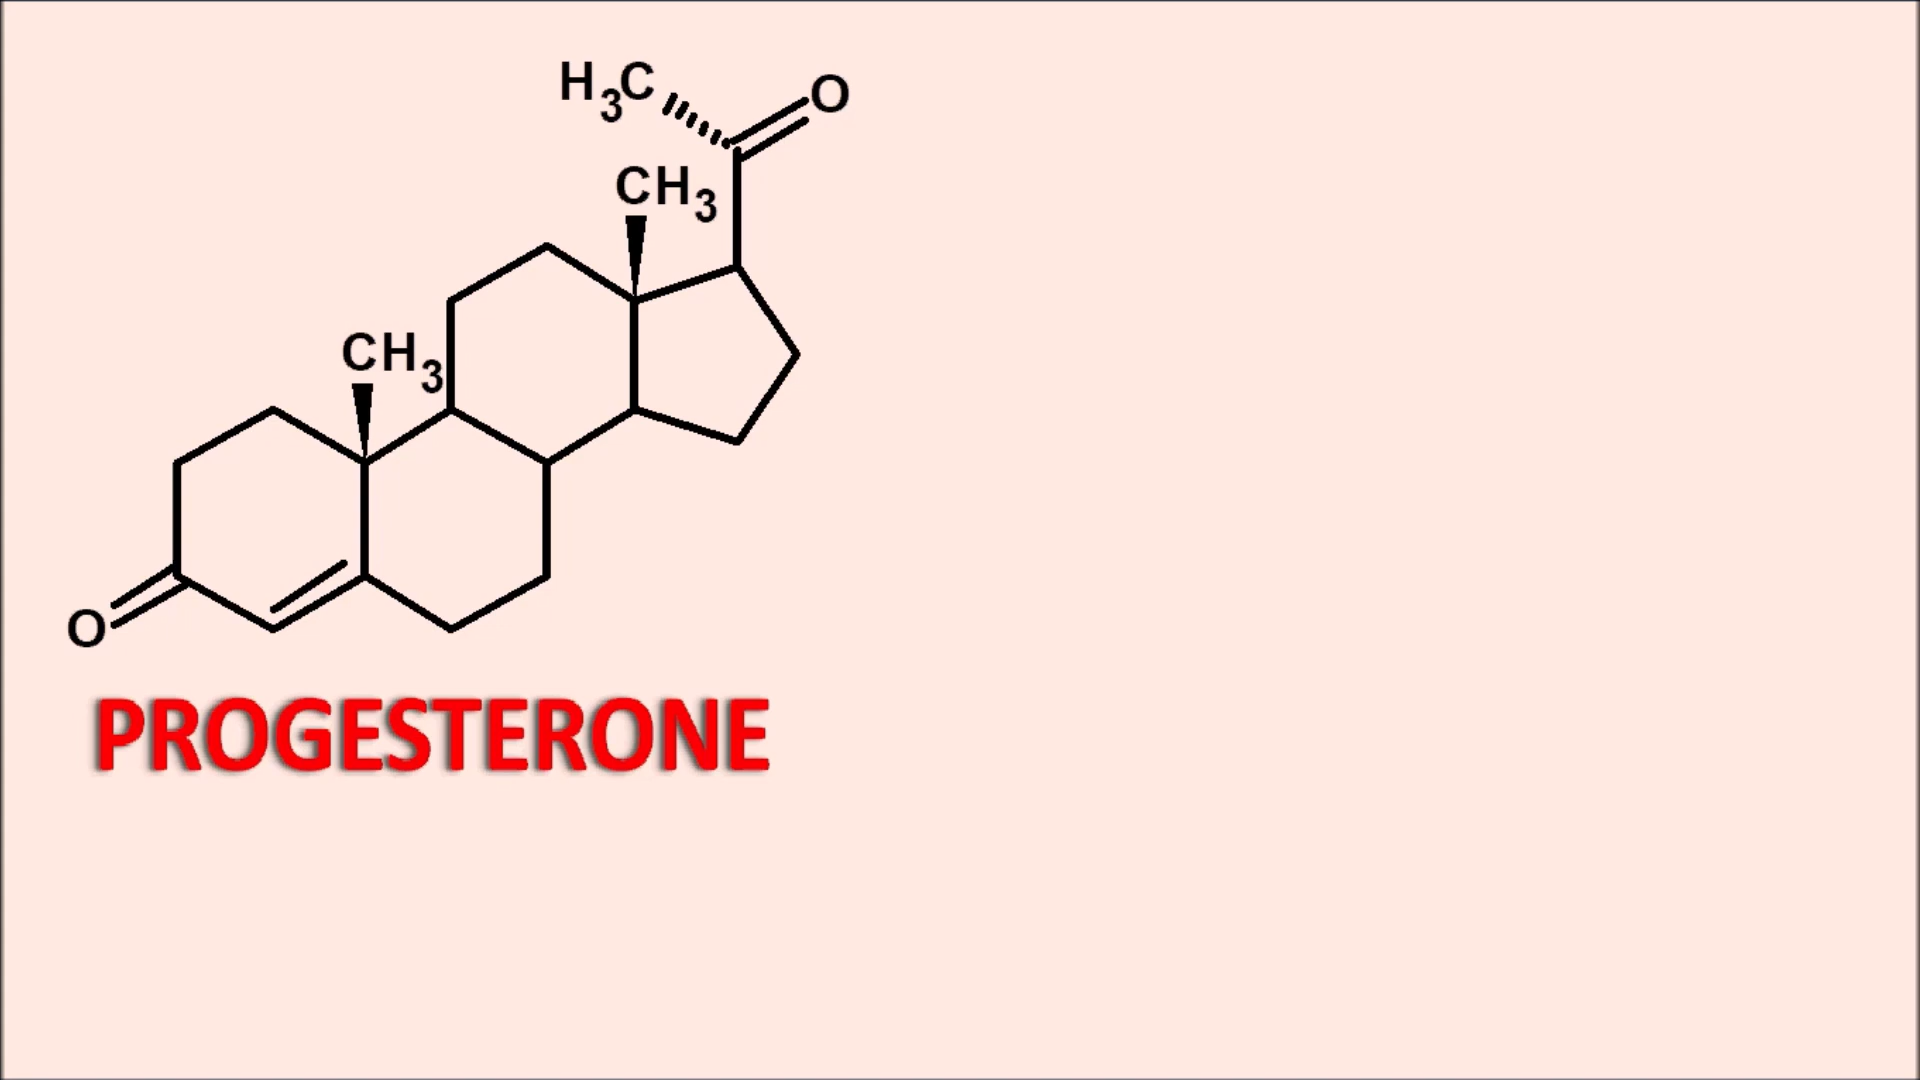 H3C
O
CH3
CH3
O
PROGESTERONE